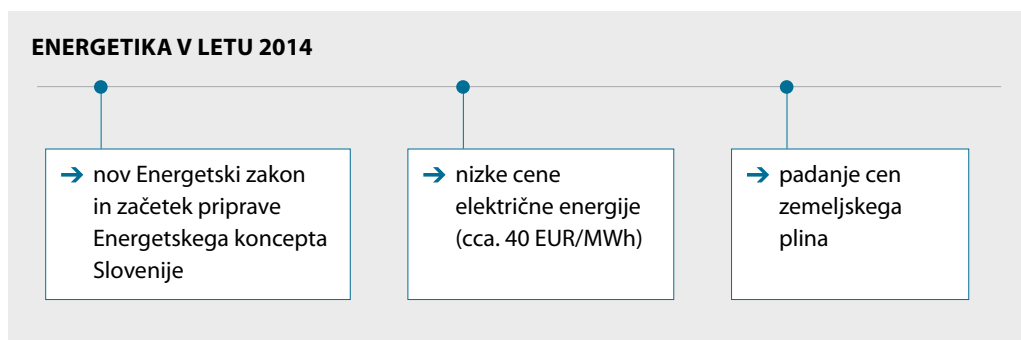 ENERGETIKA V LETU 2014
→ nov Energetski zakon
in začetek priprave
Energetskega koncepta
Slovenije
→ nizke cene
električne energije
(cca. 40 EUR/MWh)
→ padanje cen
zemeljskega
plina